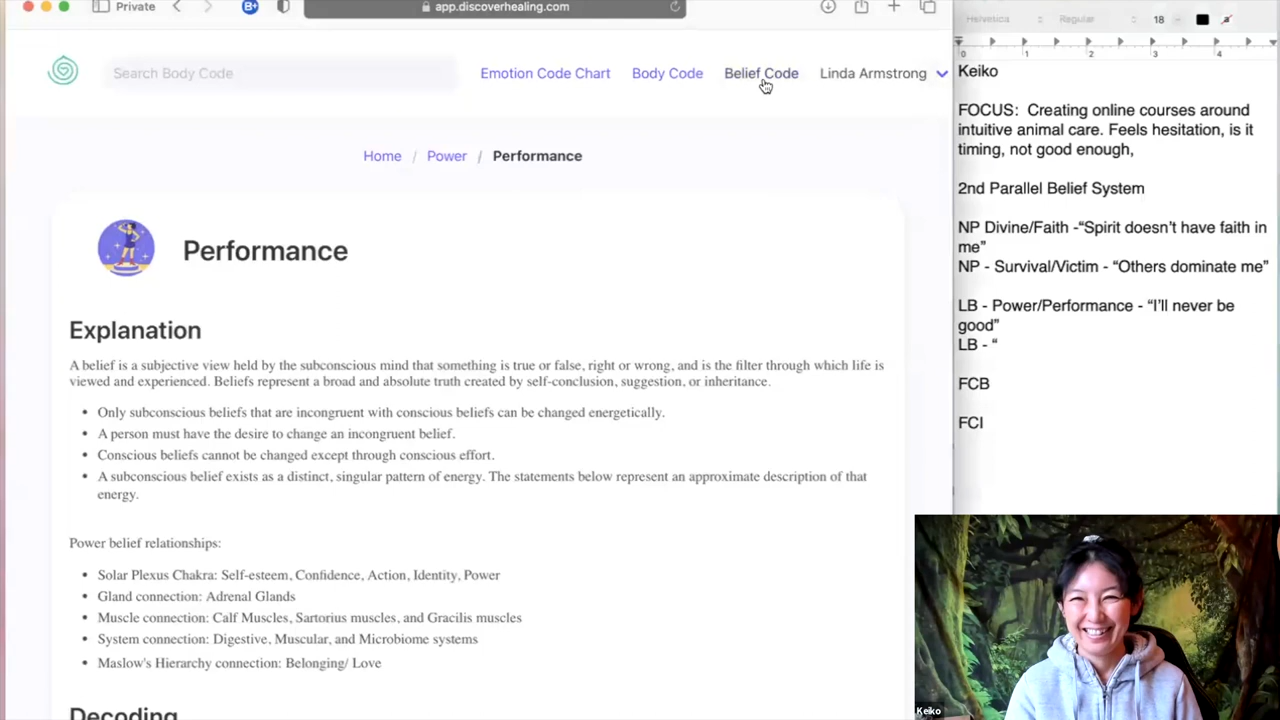 Private
B+
app.discoverhealing.com
Search Body Code
Emotion Code Chart
Body Code
Belief Code
Linda Armstrong
Home / Power / Performance
Performance
Explanation
A belief is a subjective view held by the subconscious mind that something is true or false, right or wrong, and is the filter through which life is
viewed and experienced. Beliefs represent a broad and absolute truth created by self-conclusion, suggestion, or inheritance.
• Only subconscious beliefs that are incongruent with conscious beliefs can be changed energetically.
• A person must have the desire to change an incongruent belief.
• Conscious beliefs cannot be changed except through conscious effort.
• A subconscious belief exists as a distinct, singular pattern of energy. The statements below represent an approximate description of that
energy.
Power belief relationships:
• Solar Plexus Chakra: Self-esteem, Confidence, Action, Identity, Power
• Gland connection: Adrenal Glands
• Muscle connection: Calf Muscles, Sartorius muscles, and Gracilis muscles
• System connection: Digestive, Muscular, and Microbiome systems
• Maslow's Hierarchy connection: Belonging/ Love
Decoding
Helvetica
Regular
18
a
0 1 2 3 4
Keiko
FOCUS: Creating online courses around
intuitive animal care. Feels hesitation, is it
timing, not good enough,
2nd Parallel Belief System
NP Divine/Faith -“Spirit doesn’t have faith in
me”
NP - Survival/Victim - “Others dominate me”
LB - Power/Performance - “I’ll never be
good”
LB - “
FCB
FCI
Keiko